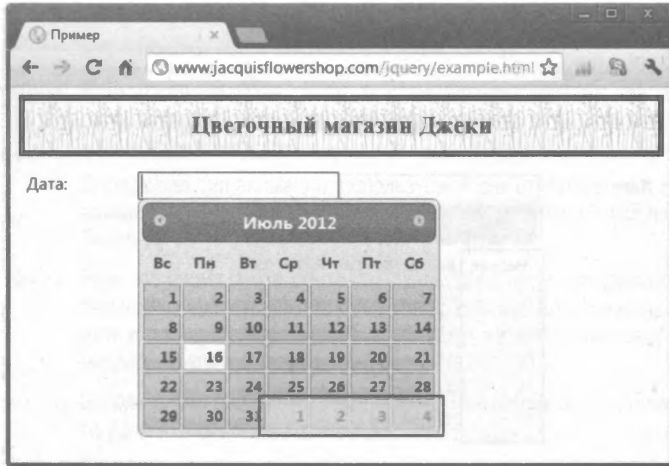 Пример
www.jacquisflowershop.com/jquery/example.html
Цветочный магазин Джеки
Дата:
Июль 2012
Вс Пн Вт Ср Чт Пт Сб
1 2 3 4 5 6 7
8 9 10 11 12 13 14
15 16 17 18 19 20 21
22 23 24 25 26 27 28
29 30 31 1 2 3 4